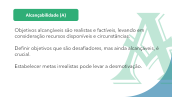 Alcançabilidade (A)
Objetivos alcançáveis são realistas e factíveis, levando em
consideração recursos disponíveis e circunstâncias.
Definir objetivos que são desafiadores, mas ainda alcançáveis, é
crucial.
Estabelecer metas irrealistas pode levar à desmotivação.